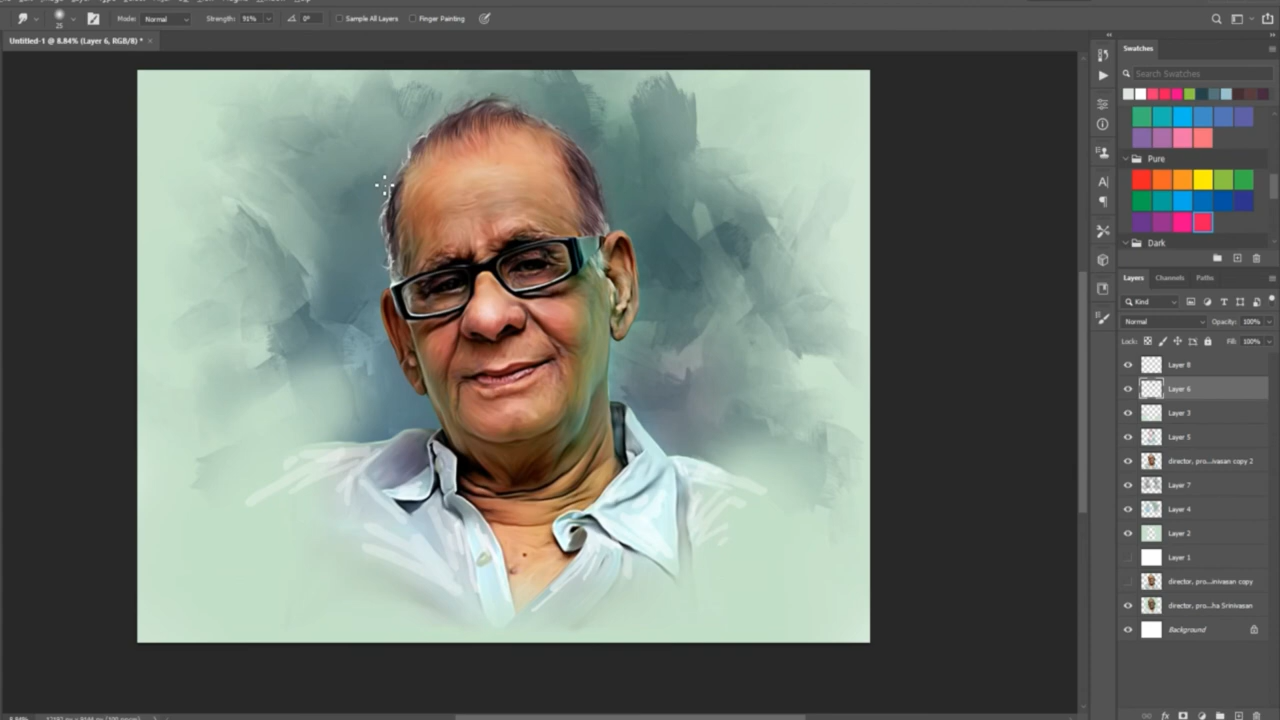 25
Mode: Normal
Strength: 91%
0°
Sample All Layers
Finger Painting
Untitled-1 @ 8.84% (Layer 6, RGB/8) * ×
Swatches
Search Swatches
Pure
Dark
Layers Channels Paths
Kind
Normal
Opacity: 100%
Lock:
Fill: 100%
Layer 8
Layer 6
Layer 3
Layer 5
director, pro...ivasan copy 2
Layer 7
Layer 4
Layer 2
Layer 1
director, pro...inivasan copy
director, pro...ha Srinivasan
Background